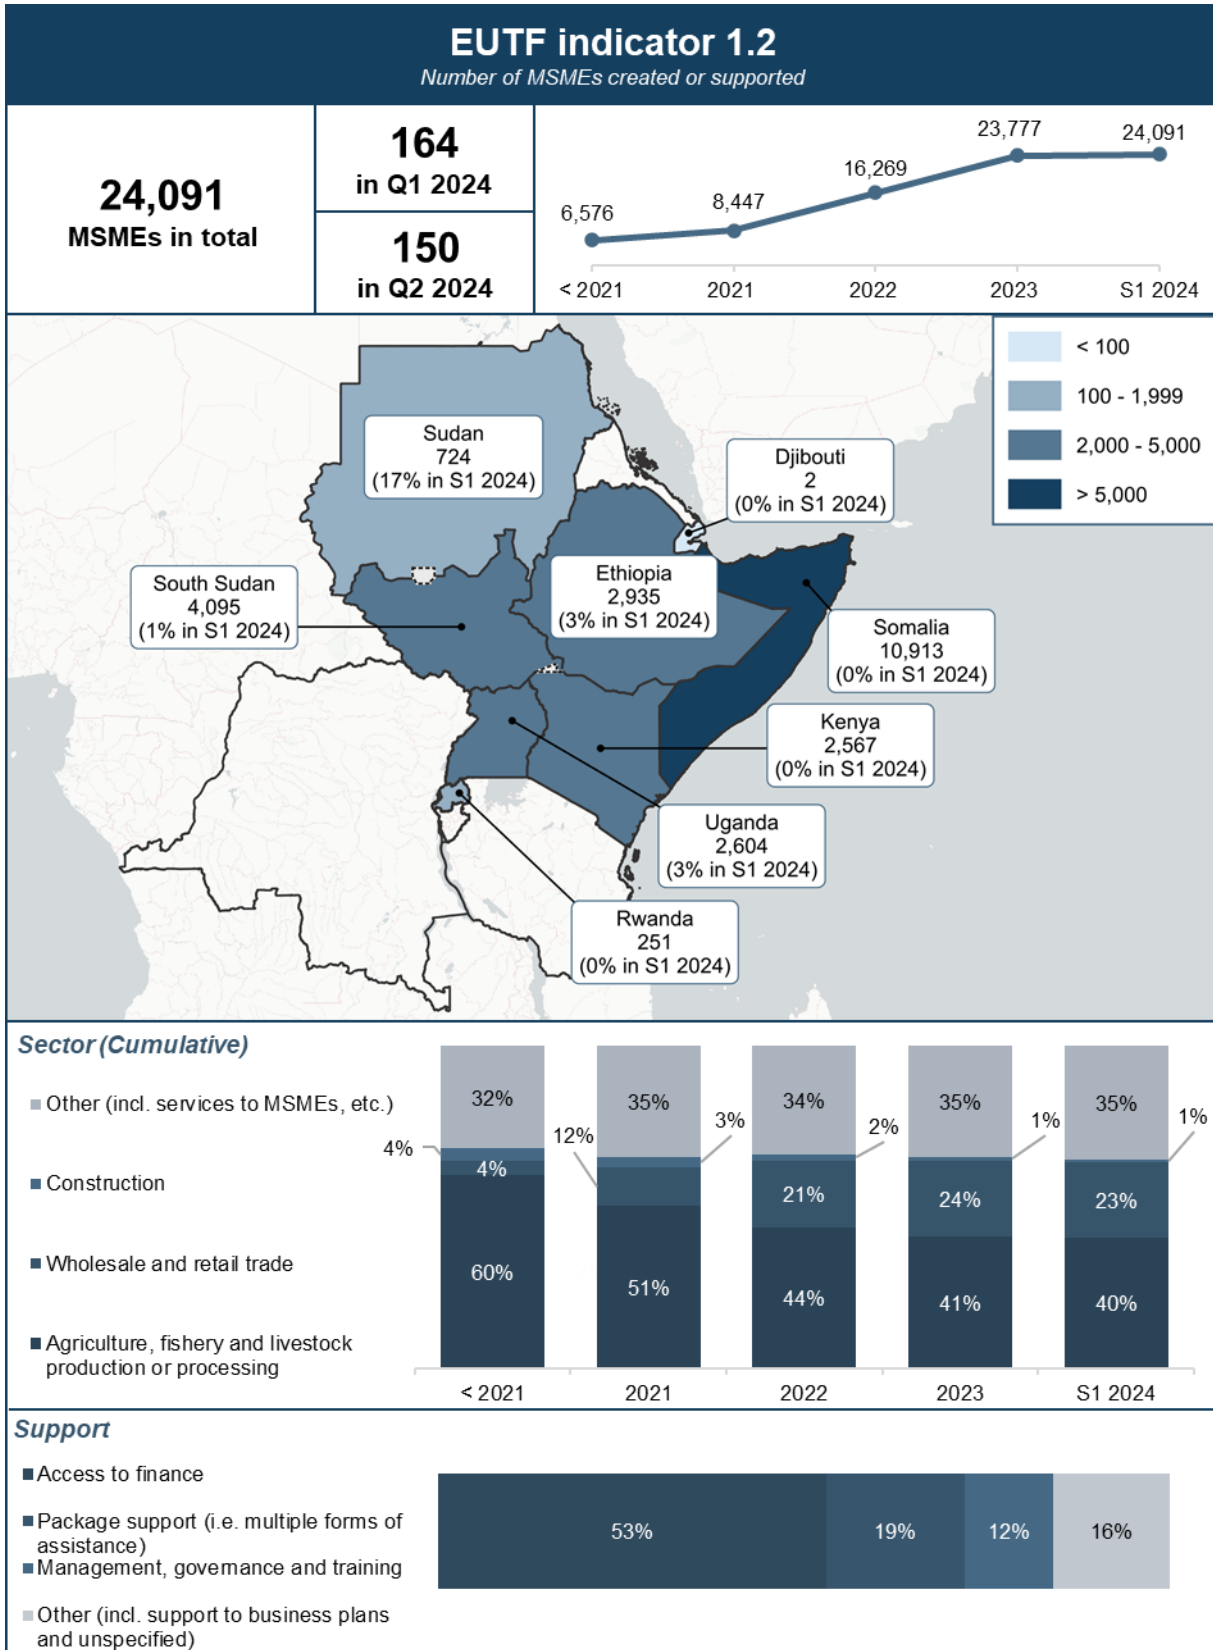 EUTF indicator 1.2
Number of MSMEs created or supported
24,091
MSMEs in total
164
in Q1 2024
150
in Q2 2024
6,576
8,447
16,269
23,777
24,091
< 2021
2021
2022
2023
S1 2024
< 100
100 - 1,999
2,000 - 5,000
> 5,000
Sudan
724
(17% in S1 2024)
Djibouti
2
(0% in S1 2024)
South Sudan
4,095
(1% in S1 2024)
Ethiopia
2,935
(3% in S1 2024)
Somalia
10,913
(0% in S1 2024)
Kenya
2,567
(0% in S1 2024)
Uganda
2,604
(3% in S1 2024)
Rwanda
251
(0% in S1 2024)
Sector (Cumulative)
Other (incl. services to MSMEs, etc.)
Construction
Wholesale and retail trade
Agriculture, fishery and livestock
production or processing
32%
4%
4%
60%
35%
3%
12%
51%
34%
2%
21%
44%
35%
1%
24%
41%
35%
1%
23%
40%
< 2021
2021
2022
2023
S1 2024
Support
Access to finance
Package support (i.e. multiple forms of
assistance)
Management, governance and training
Other (incl. support to business plans
and unspecified)
53%
19%
12%
16%